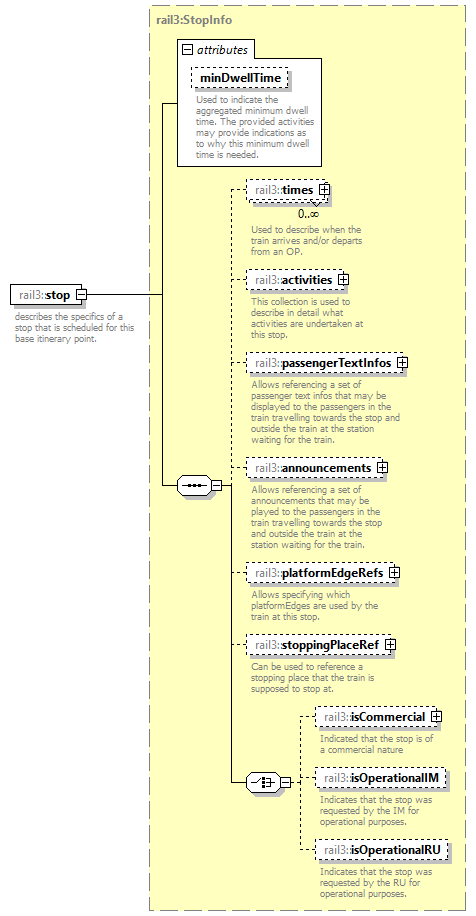 rail3:StopInfo
attributes
minDwellTime
Used to indicate the
aggregated minimum dwell
time. The provided activities
may provide indications as
to why this minimum dwell
time is needed.
rail3::times
0..∞
Used to describe when the
train arrives and/or departs
from an OP.
rail3::stop
describes the specifics of a
stop that is scheduled for this
base itinerary point.
rail3::activities
This collection is used to
describe in detail what
activities are undertaken at
this stop.
rail3::passengerTextInfos
Allows referencing a set of
passenger text infos that may be
displayed to the passengers in the
train travelling towards the stop and
outside the train at the station
waiting for the train.
rail3::announcements
Allows referencing a set of
announcements that may be
played to the passengers in the
train travelling towards the stop
and outside the train at the
station waiting for the train.
rail3::platformEdgeRefs
Allows specifying which
platformEdges are used by the
train at this stop.
rail3::stoppingPlaceRef
Can be used to reference a
stopping place that the train is
supposed to stop at.
rail3::isCommercial
Indicated that the stop is of
a commercial nature
rail3::isOperationalIM
Indicates that the stop was
requested by the IM for
operational purposes.
rail3::isOperationalRU
Indicates that the stop was
requested by the RU for
operational purposes.